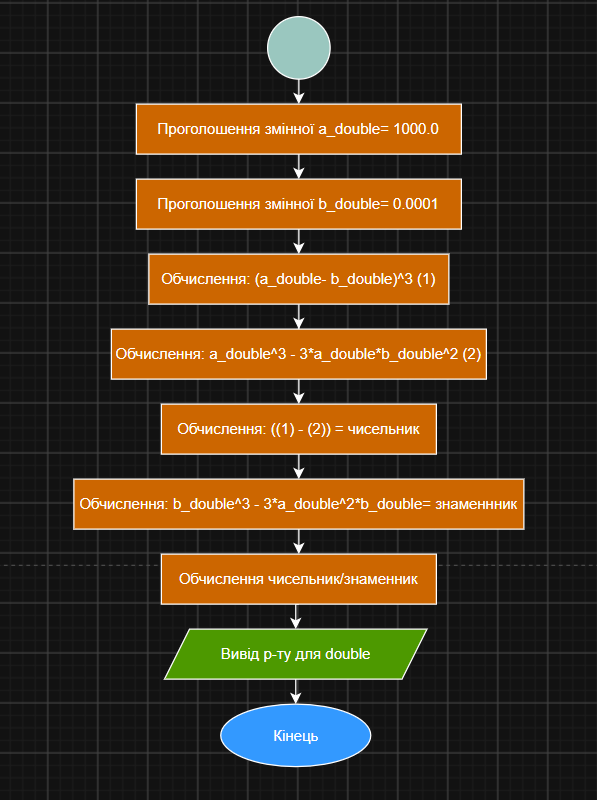 Проголошення змінної a_double= 1000.0
Проголошення змінної b_double= 0.0001
Обчислення: (a_double- b_double)^3 (1)
Обчислення: a_double^3 - 3*a_double*b_double^2 (2)
Обчислення: ((1) - (2)) = чисельник
Обчислення: b_double^3 - 3*a_double^2*b_double= знаменнник
Обчислення чисельник/знаменник
Вивід р-ту для double
Кінець